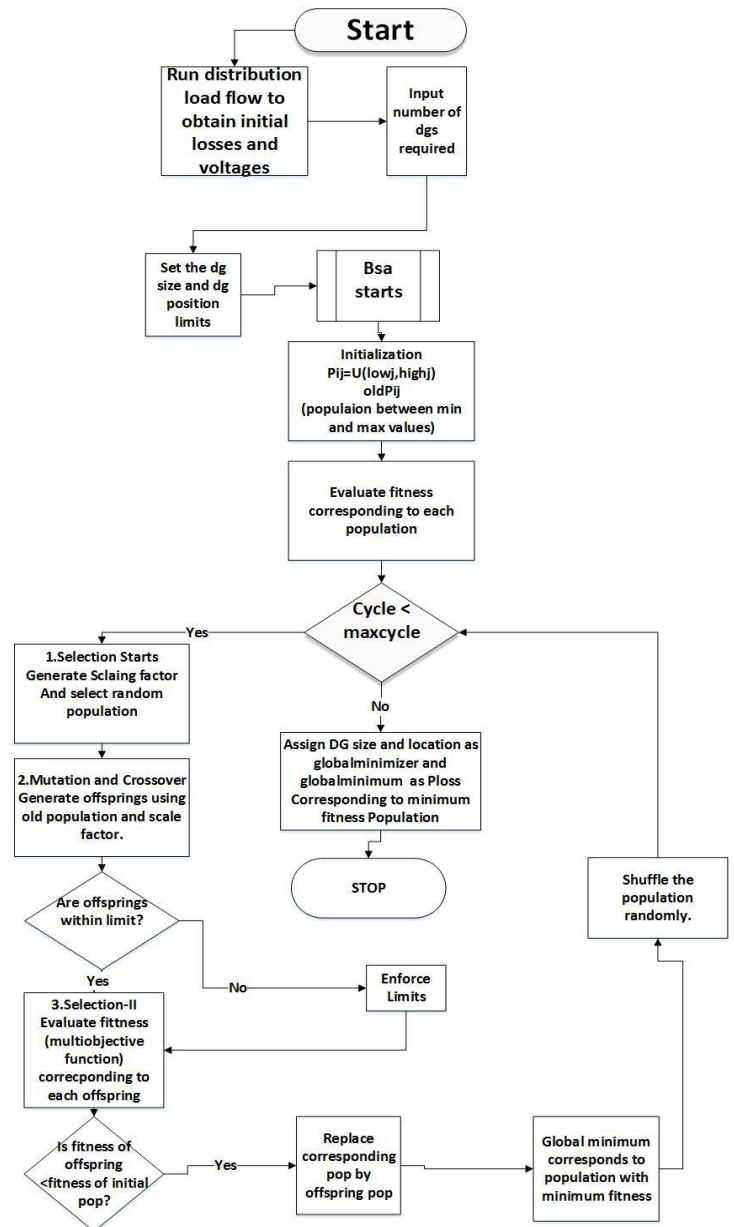 Start
Run distribution
load flow to
obtain initial
losses and
voltages
Input
number of
dgs
required
Set the dg
size and dg
position
limits
Bsa
starts
Initialization
Pij=U(lowj,highj)
oldPij
(populaion between min
and max values)
Evaluate fitness
corresponding to each
population
Cycle <
maxcycle
Yes
No
1.Selection Starts
Generate Sclaing factor
And select random
population
Assign DG size and location as
globalminimizer and
globalminimum as Ploss
Corresponding to minimum
fitness Population
2.Mutation and Crossover
Generate offsprings using
old population and scale
factor.
STOP
Shuffle the
population
randomly.
Are offsprings
within limit?
Yes
No
Enforce
Limits
3.Selection-II
Evaluate fittness
(multiobjective
function)
correcponding to
each offspring
Is fitness of
offspring
<fitness of initial
pop?
Yes
Replace
corresponding
pop by
offspring pop
Global minimum
corresponds to
population with
minimum fitness